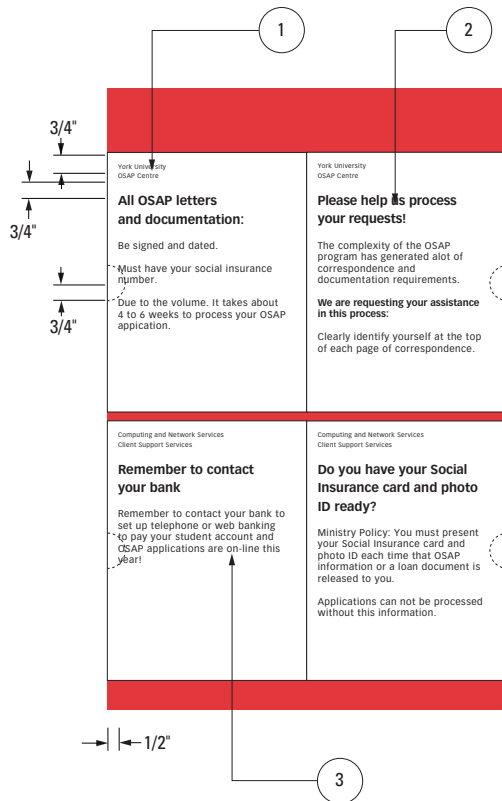 1
2
3/4"
3/4"
3/4"
York University
OSAP Centre
All OSAP letters
and documentation:
Be signed and dated.
Must have your social insurance
number.
Due to the volume. It takes about
4 to 6 weeks to process your OSAP
appication.
York University
OSAP Centre
Please help us process
your requests!
The complexity of the OSAP
program has generated alot of
correspondence and
documentation requirements.
We are requesting your assistance
in this process:
Clearly identify yourself at the top
of each page of correspondence.
Computing and Network Services
Client Support Services
Remember to contact
your bank
Remember to contact your bank to
set up telephone or web banking
to pay your student account and
OSAP applications are on-line this
year!
Computing and Network Services
Client Support Services
Do you have your Social
Insurance card and photo
ID ready?
Ministry Policy: You must present
your Social Insurance card and
photo ID each time that OSAP
information or a loan document is
released to you.
Applications can not be processed
without this information.
1/2"
3